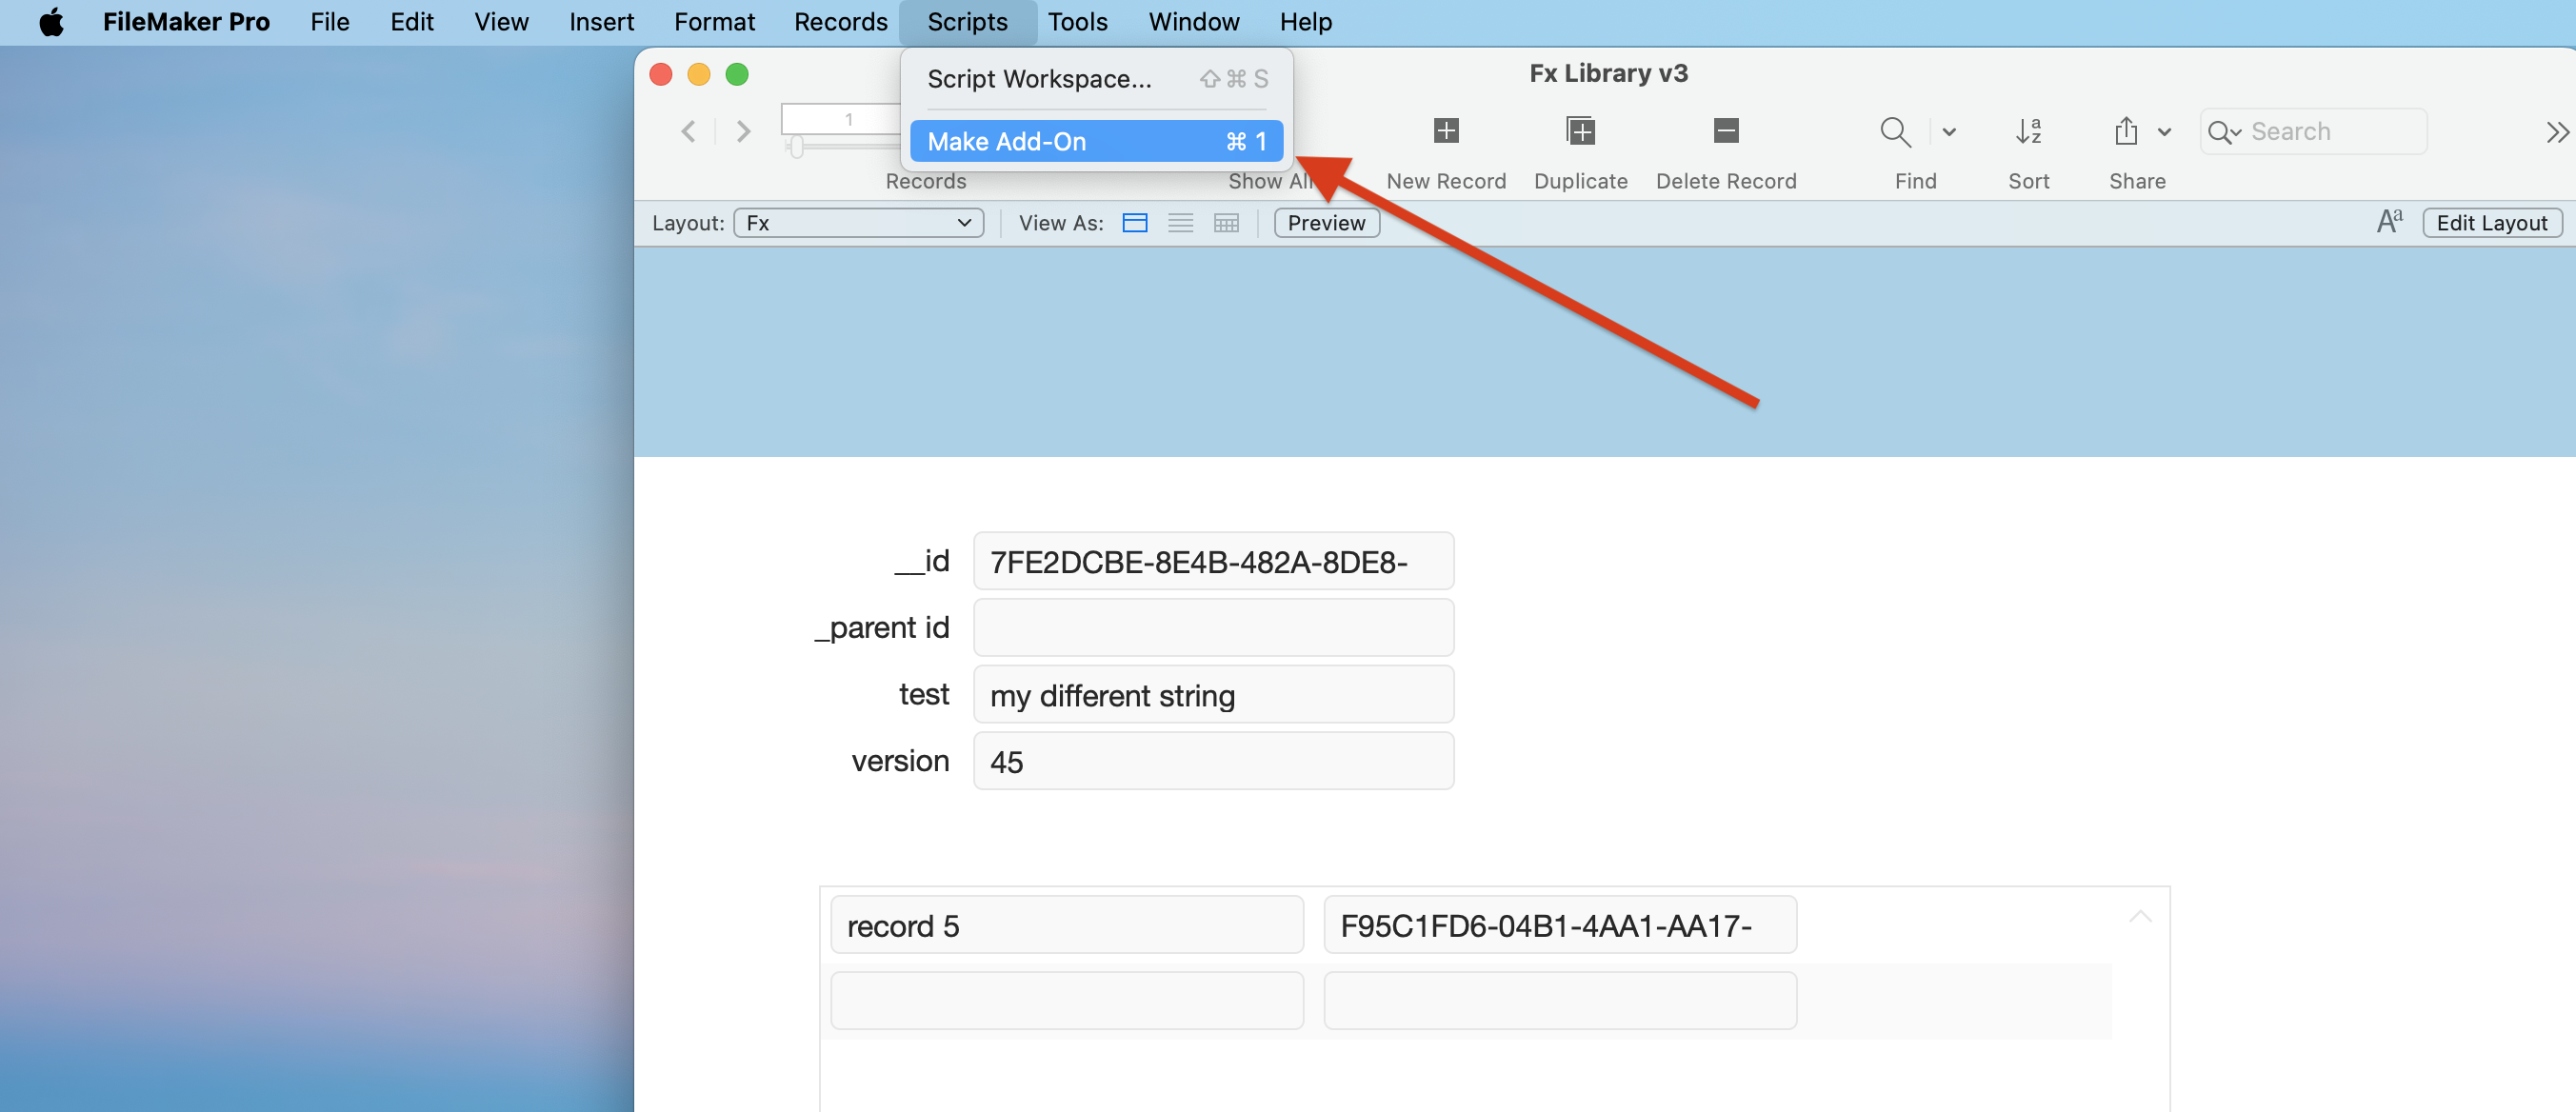 FileMaker Pro File Edit View Insert Format Records Scripts Tools Window Help
Fx Library v3
Script Workspace... ⇧⌘S
Make Add-On ⌘1
1
Search
Records
Show All
New Record
Duplicate
Delete Record
Find
Sort
Share
Layout: Fx View As: Preview Aa Edit Layout
__id 7FE2DCBE-8E4B-482A-8DE8-
_parent id
test my different string
version 45
record 5 F95C1FD6-04B1-4AA1-AA17-